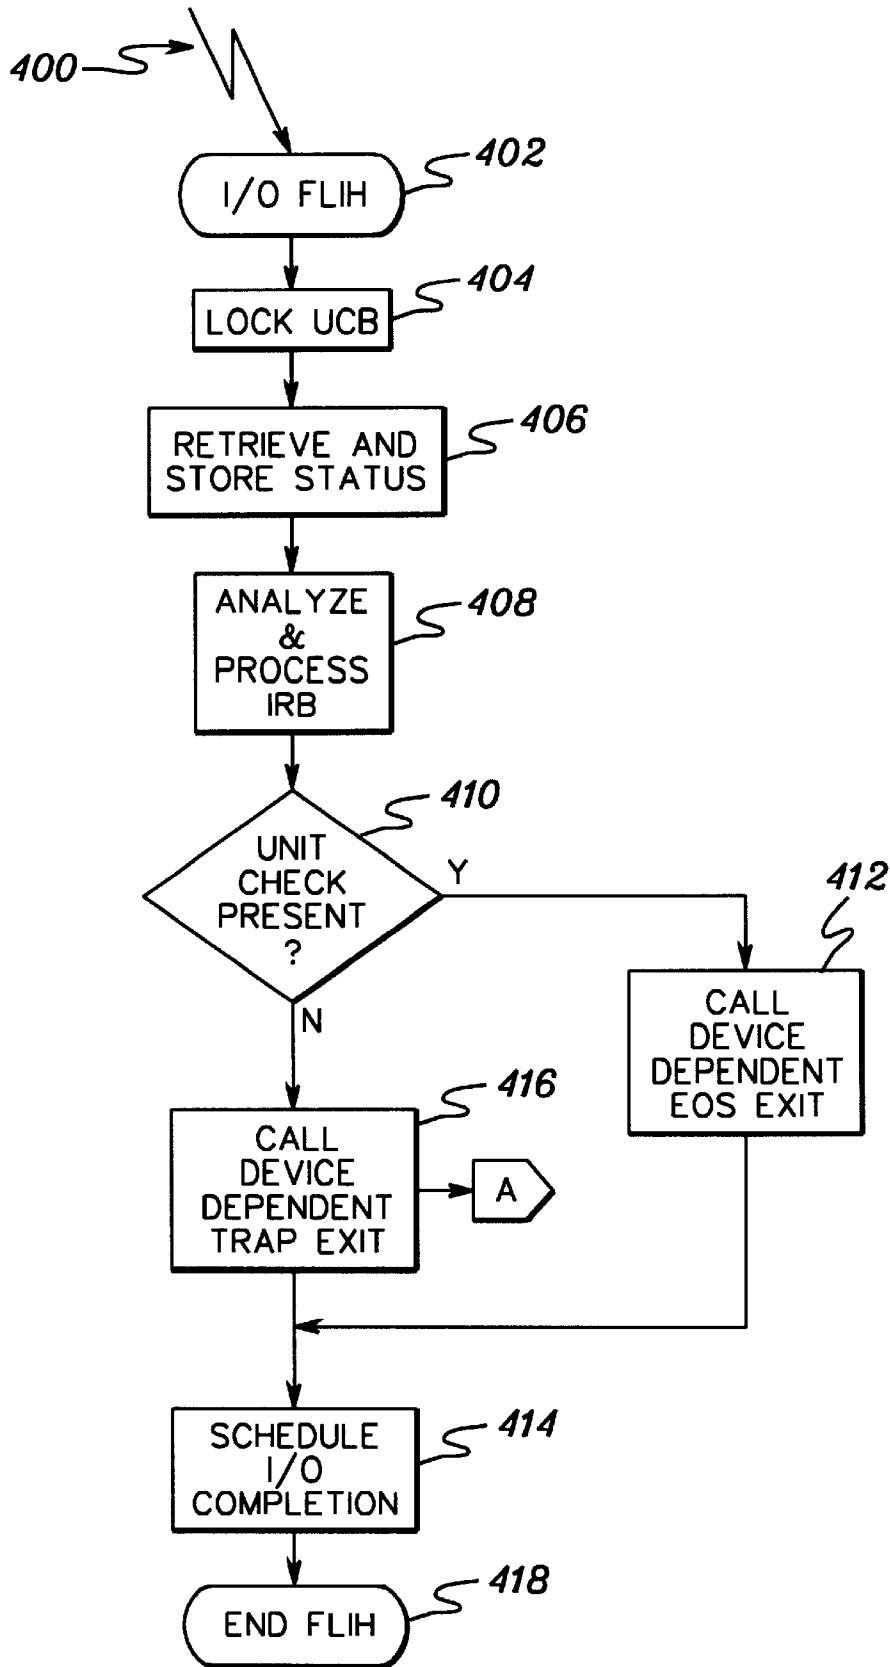 400
402
I/O FLIH
404
LOCK UCB
406
RETRIEVE AND
STORE STATUS
408
ANALYZE
&
PROCESS
IRB
410
UNIT
CHECK
PRESENT
?
Y
N
412
CALL
DEVICE
DEPENDENT
EOS EXIT
416
CALL
DEVICE
DEPENDENT
TRAP EXIT
A
414
SCHEDULE
I/O
COMPLETION
418
END FLIH